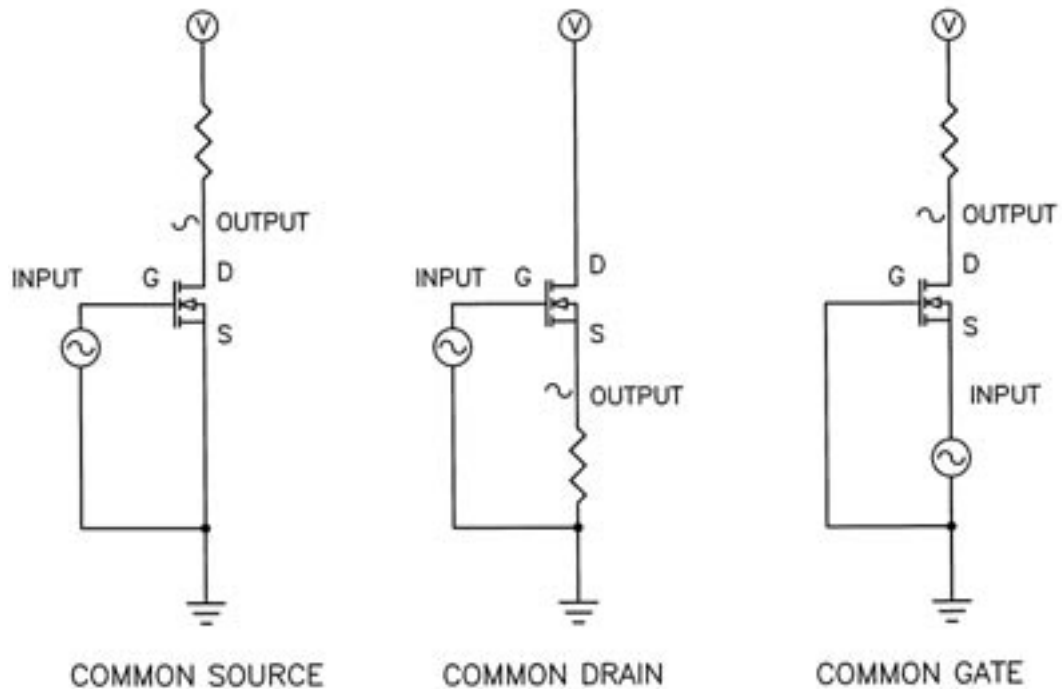 V
OUTPUT
INPUT
G
D
S
COMMON SOURCE
V
INPUT
G
D
S
OUTPUT
COMMON DRAIN
V
OUTPUT
G
D
S
INPUT
COMMON GATE